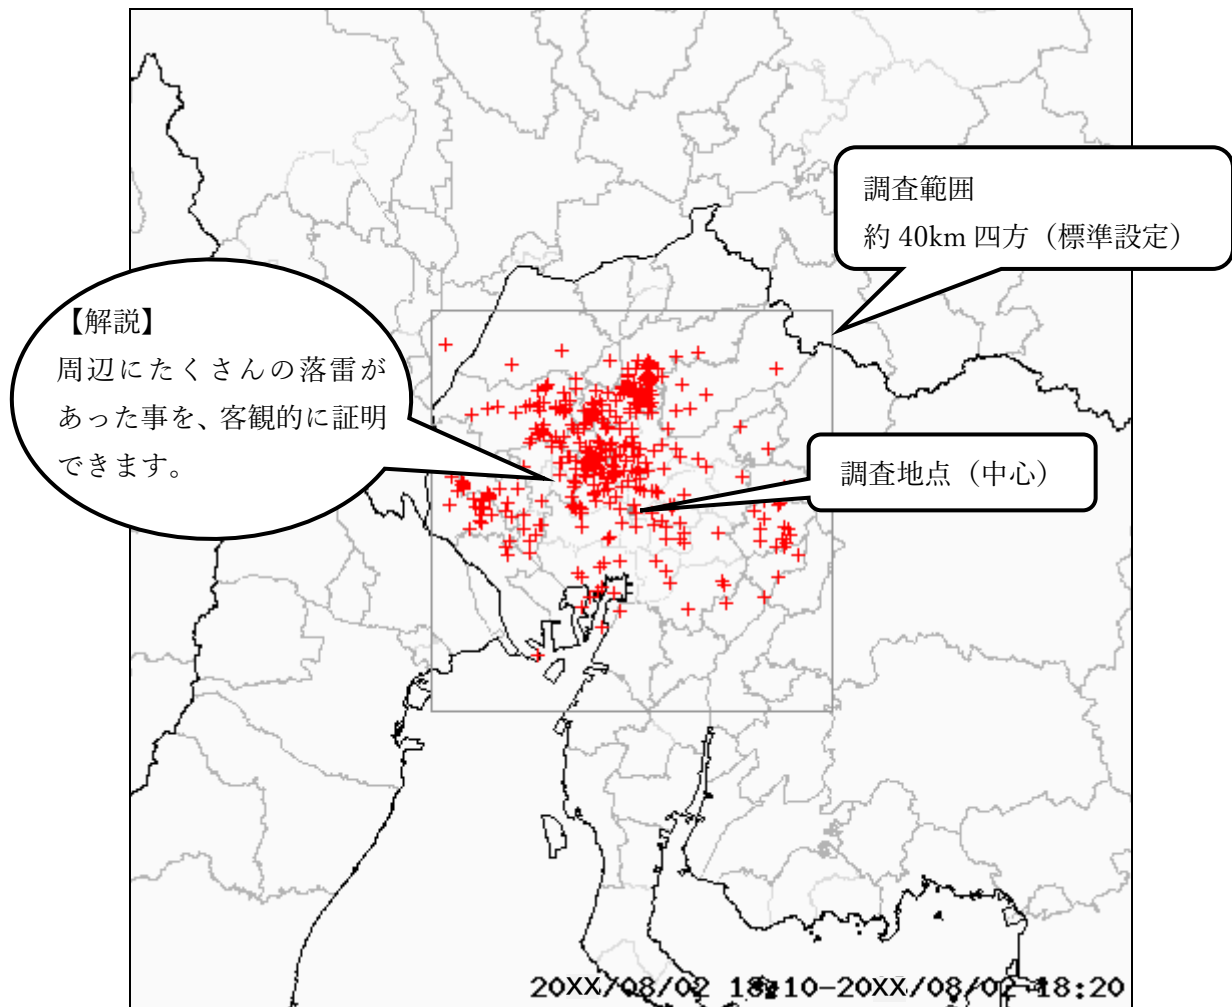 調査範囲
約 40km 四方（標準設定）
【解説】
周辺にたくさんの落雷が
あった事を、客観的に証明
できます。
調査地点（中心）
20XX/08/02 18:10-20XX/08/02 18:20